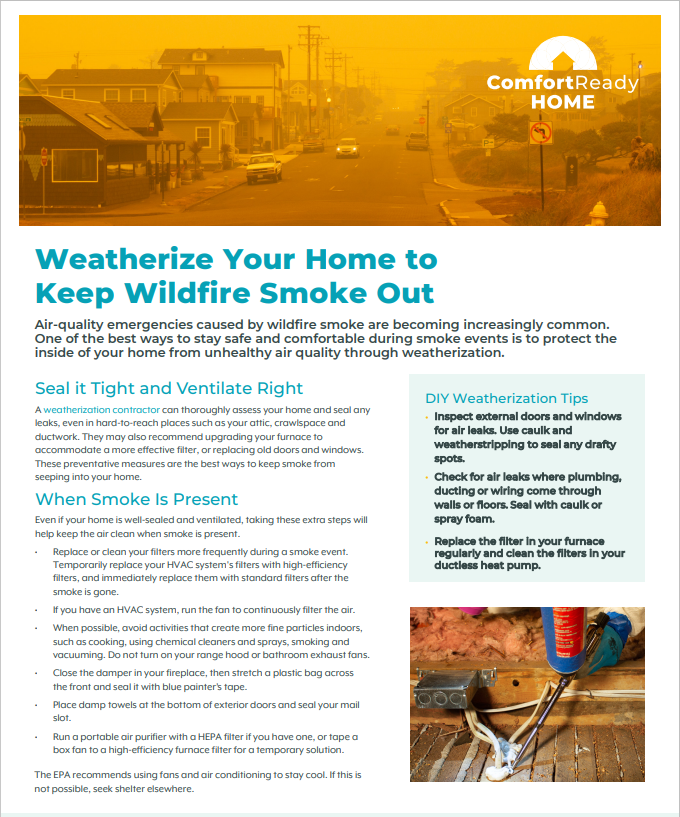 ComfortReady
HOME
Weatherize Your Home to
Keep Wildfire Smoke Out
Air-quality emergencies caused by wildfire smoke are becoming increasingly common.
One of the best ways to stay safe and comfortable during smoke events is to protect the
inside of your home from unhealthy air quality through weatherization.
Seal it Tight and Ventilate Right
A weatherization contractor can thoroughly assess your home and seal any
leaks, even in hard-to-reach places such as your attic, crawlspace and
ductwork. They may also recommend upgrading your furnace to
accommodate a more effective filter, or replacing old doors and windows.
These preventative measures are the best ways to keep smoke from
seeping into your home.
When Smoke Is Present
Even if your home is well-sealed and ventilated, taking these extra steps will
help keep the air clean when smoke is present.
• Replace or clean your filters more frequently during a smoke event.
Temporarily replace your HVAC system's filters with high-efficiency
filters, and immediately replace them with standard filters after the
smoke is gone.
• If you have an HVAC system, run the fan to continuously filter the air.
• When possible, avoid activities that create more fine particles indoors,
such as cooking, using chemical cleaners and sprays, smoking and
vacuuming. Do not turn on your range hood or bathroom exhaust fans.
• Close the damper in your fireplace, then stretch a plastic bag across
the front and seal it with blue painter's tape.
• Place damp towels at the bottom of exterior doors and seal your mail
slot.
• Run a portable air purifier with a HEPA filter if you have one, or tape a
box fan to a high-efficiency furnace filter for a temporary solution.
The EPA recommends using fans and air conditioning to stay cool. If this is
not possible, seek shelter elsewhere.
DIY Weatherization Tips
• Inspect external doors and windows
for air leaks. Use caulk and
weatherstripping to seal any drafty
spots.
• Check for air leaks where plumbing,
ducting or wiring come through
walls or floors. Seal with caulk or
spray foam.
• Replace the filter in your furnace
regularly and clean the filters in your
ductless heat pump.